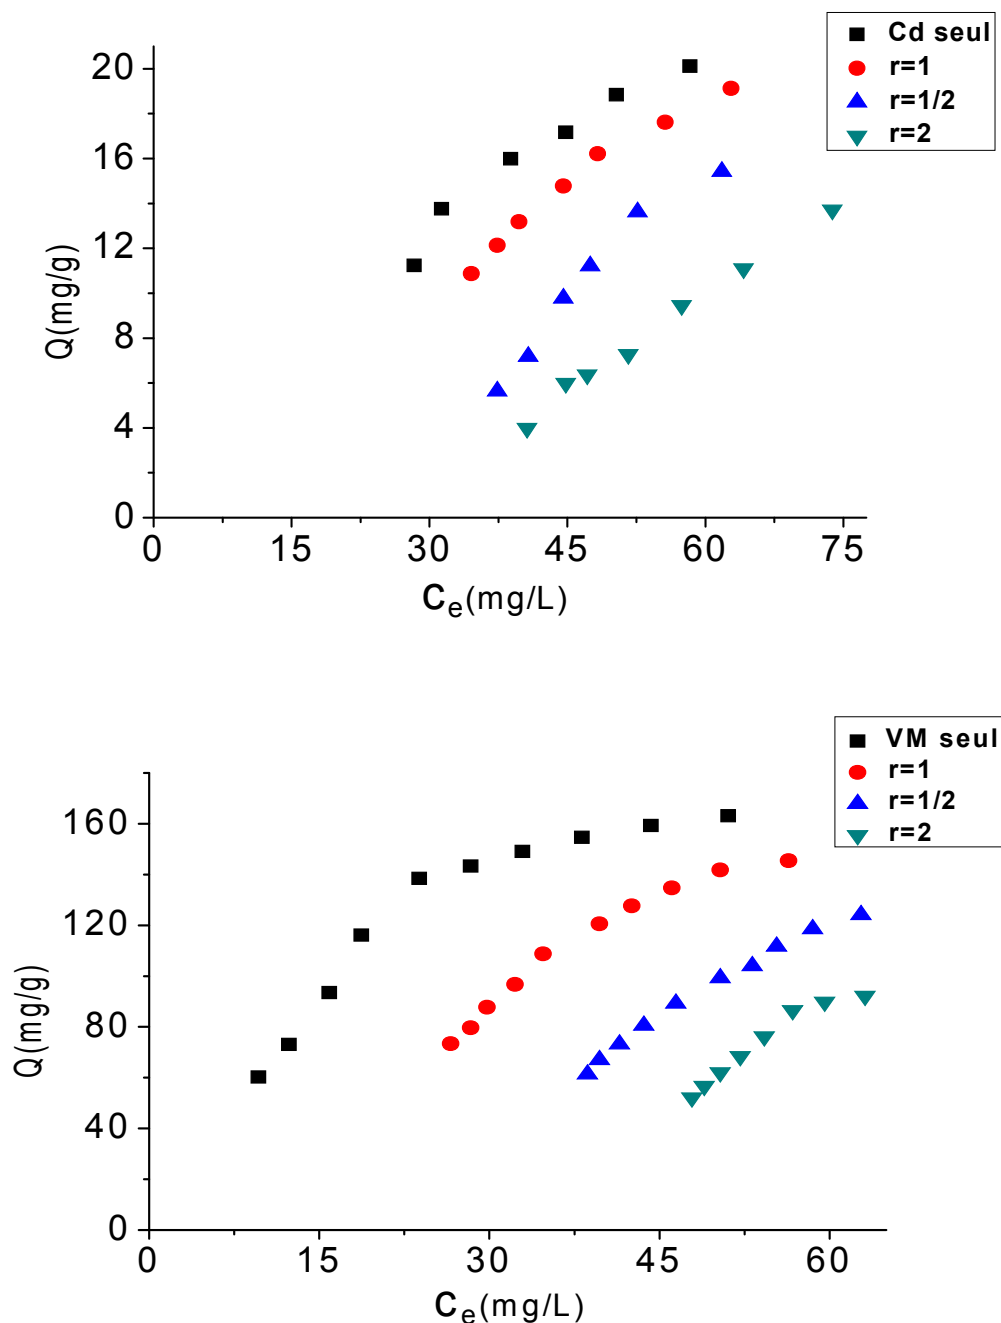 Cd seul
r=1
r=1/2
r=2
20
16
12
8
4
0
Q(mg/g)
0 15 30 45 60 75
Ce(mg/L)
VM seul
r=1
r=1/2
r=2
160
120
80
40
0
Q(mg/g)
0 15 30 45 60
Ce(mg/L)